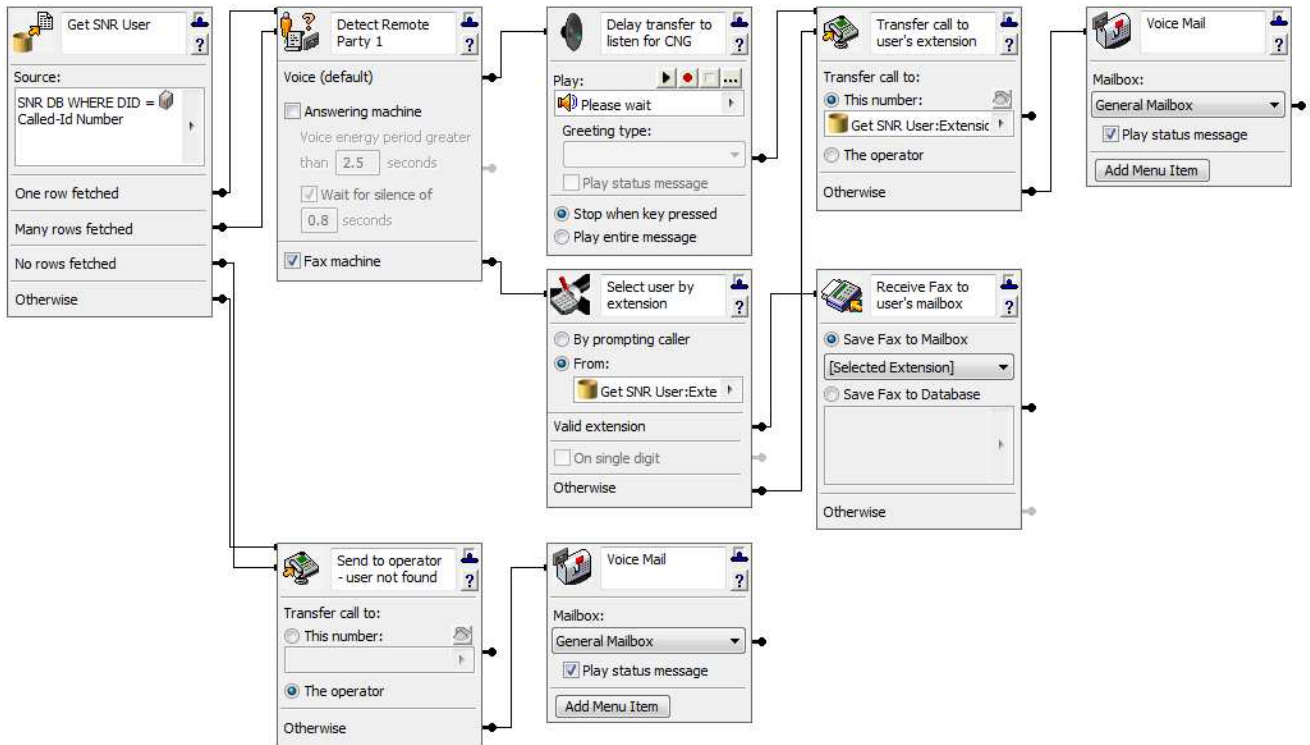 Get SNR User
?
Source:
SNR DB WHERE DID =
Called-Id Number
One row fetched
Many rows fetched
No rows fetched
Otherwise
Detect Remote
Party 1
?
Voice (default)
Answering machine
Voice energy period greater
than 2.5 seconds
Wait for silence of
0.8 seconds
Fax machine
Delay transfer to
listen for CNG
?
Play:
...
Please wait
Greeting type:
Play status message
Stop when key pressed
Play entire message
Transfer call to
user's extension
?
Transfer call to:
This number:
Get SNR User:Extensic
The operator
Otherwise
Voice Mail
?
Mailbox:
General Mailbox
Play status message
Add Menu Item
Select user by
extension
?
By prompting caller
From:
Get SNR User:Exte
Valid extension
On single digit
Otherwise
Receive Fax to
user's mailbox
?
Save Fax to Mailbox
[Selected Extension]
Save Fax to Database
Otherwise
Send to operator
- user not found
?
Transfer call to:
This number:
The operator
Otherwise
Voice Mail
?
Mailbox:
General Mailbox
Play status message
Add Menu Item